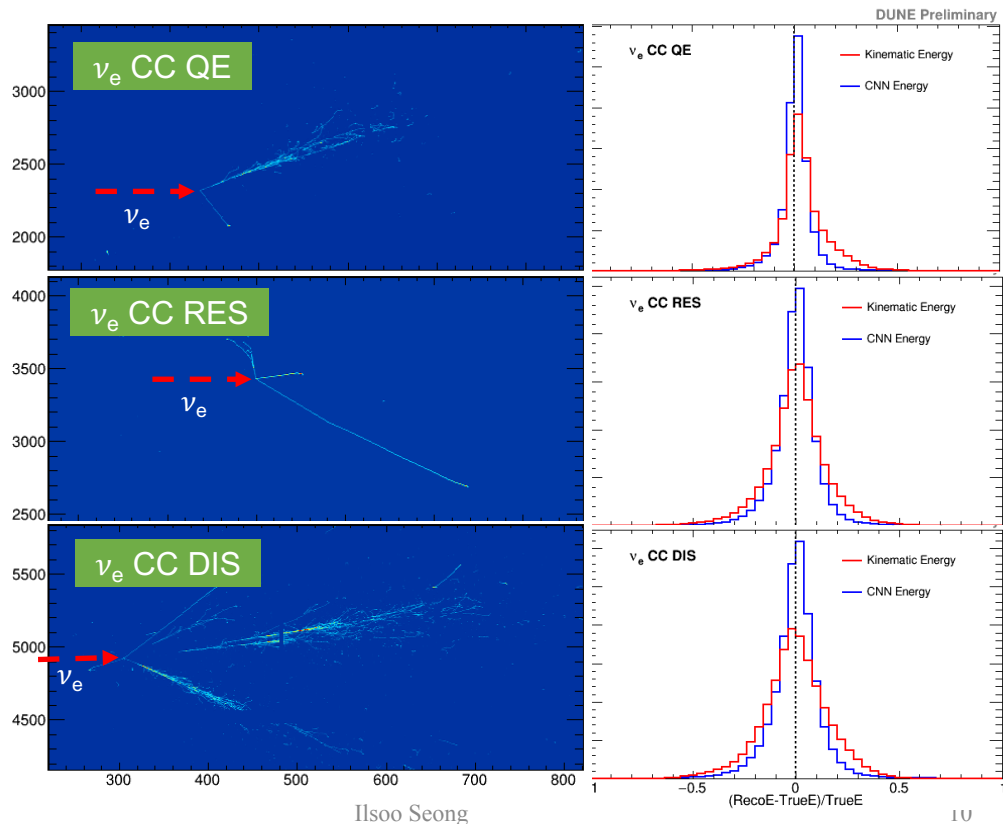 DUNE Preliminary
νe CC QE
3000
2500
2000
νe
νe CC QE
Kinematic Energy
CNN Energy
νe CC RES
4000
3500
3000
2500
νe
νe CC RES
Kinematic Energy
CNN Energy
νe CC DIS
5500
5000
4500
νe
300 400 500 600 700 800
νe CC DIS
Kinematic Energy
CNN Energy
1 −0.5 0 0.5 1
(RecoE-TrueE)/TrueE
Ilsoo Seong
10